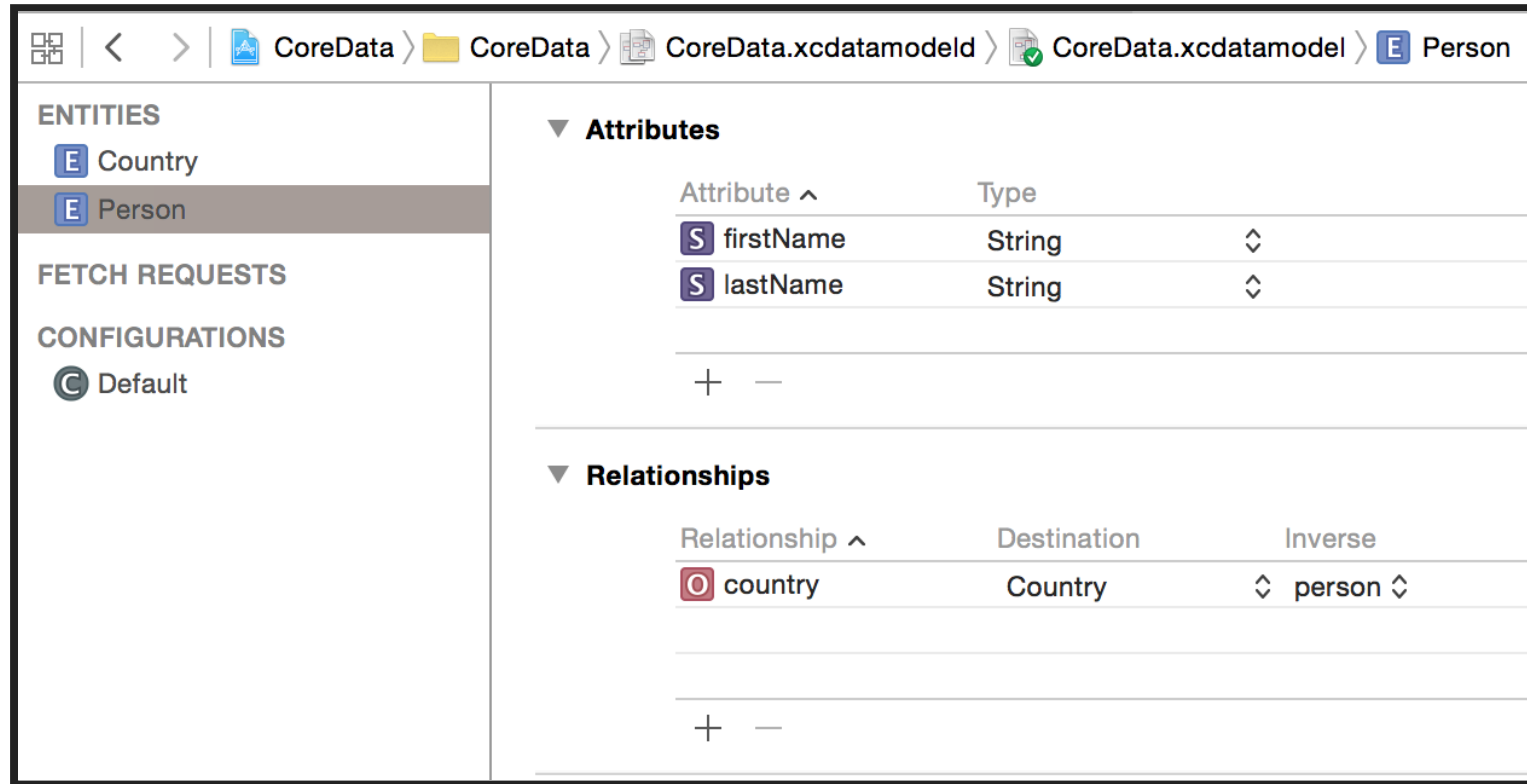 CoreData CoreData CoreData.xcdatamodeld CoreData.xcdatamodel E Person
ENTITIES
E Country
E Person
FETCH REQUESTS
CONFIGURATIONS
C Default
Attributes
Attribute Type
S firstName String
S lastName String
+ −
Relationships
Relationship Destination Inverse
O country Country person
+ −